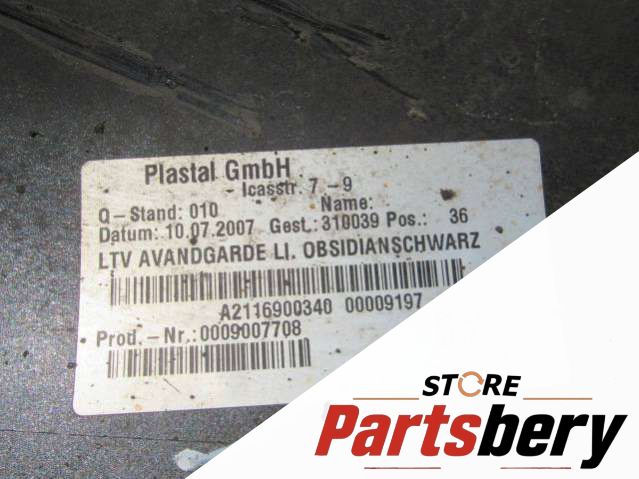 Plastal GmbH
Icasstr. 7 -9
Q-Stand: 010 Name:
Datum: 10.07.2007 Gest.: 310039 Pos.: 36
LTV AVANDGARDE LI. OBSIDIANSCHWARZ
A2116900340 00009197
Prod.-Nr.:0009007708
STORE
Partsbery